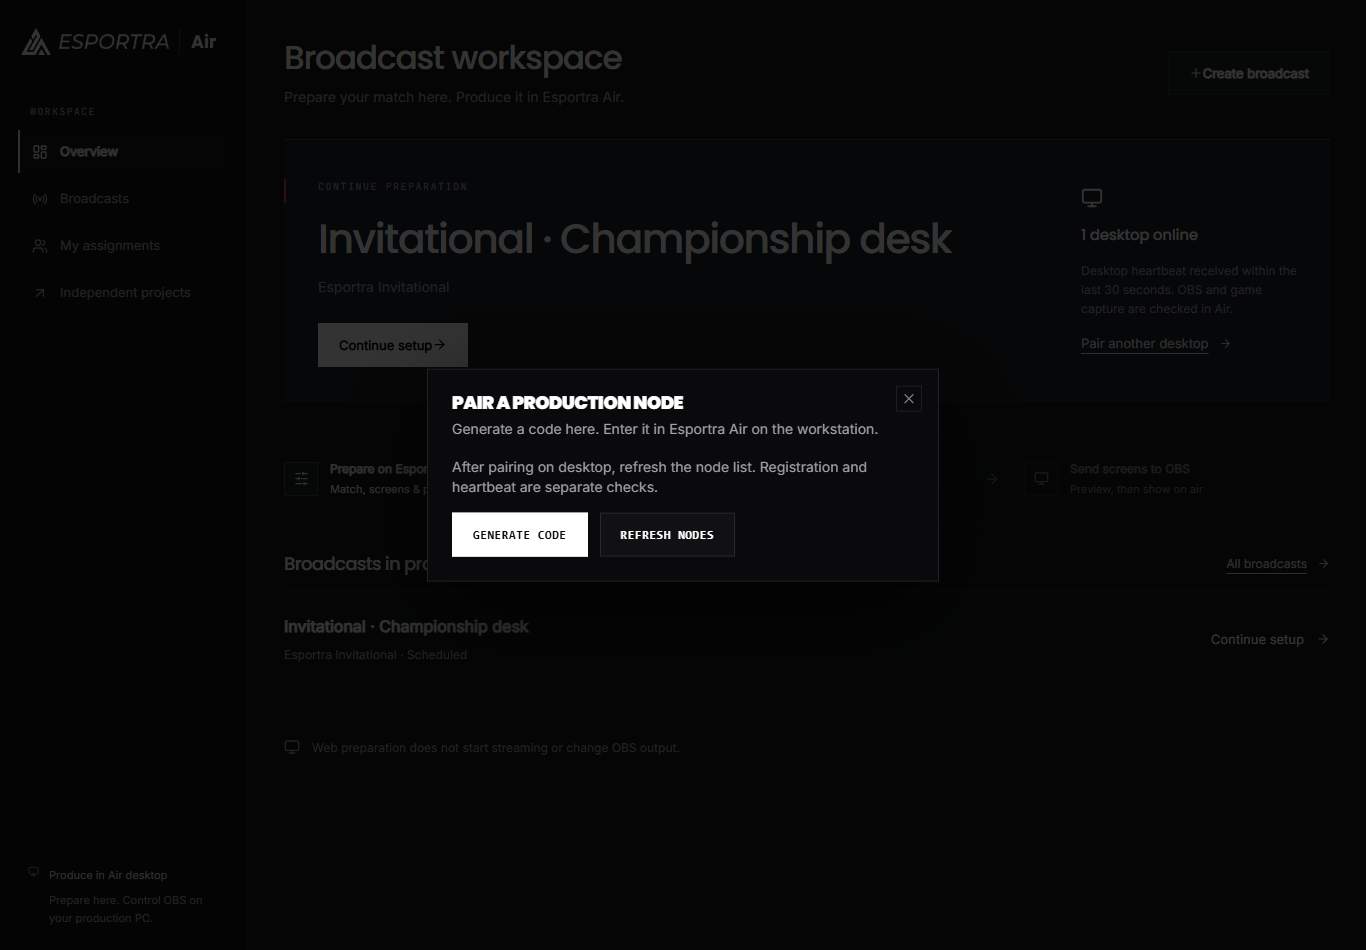 ESPORTRA Air
WORKSPACE
Overview
Broadcasts
My assignments
Independent projects
Produce in Air desktop
Prepare here. Control OBS on
your production PC.
Broadcast workspace
Prepare your match here. Produce it in Esportra Air.
+ Create broadcast
CONTINUE PREPARATION
Invitational · Championship desk
Esportra Invitational
Continue setup →
1 desktop online
Desktop heartbeat received within the
last 30 seconds. OBS and game
capture are checked in Air.
Pair another desktop →
PAIR A PRODUCTION NODE
Generate a code here. Enter it in Esportra Air on the workstation.
After pairing on desktop, refresh the node list. Registration and
heartbeat are separate checks.
GENERATE CODE
REFRESH NODES
Prepare on Espor
Match, screens & p
→
Send screens to OBS
Preview, then show on air
Broadcasts in pro
All broadcasts →
Invitational · Championship desk
Esportra Invitational · Scheduled
Continue setup →
Web preparation does not start streaming or change OBS output.